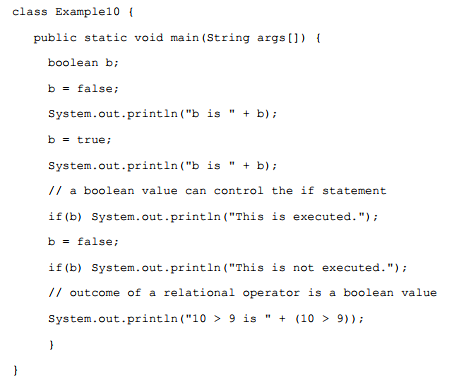 class Example10 {
public static void main(String args[]) {
boolean b;
b = false;
System.out.println("b is " + b);
b = true;
System.out.println("b is " + b);
// a boolean value can control the if statement
if(b) System.out.println("This is executed.");
b = false;
if(b) System.out.println("This is not executed.");
// outcome of a relational operator is a boolean value
System.out.println("10 > 9 is " + (10 > 9));
}
}